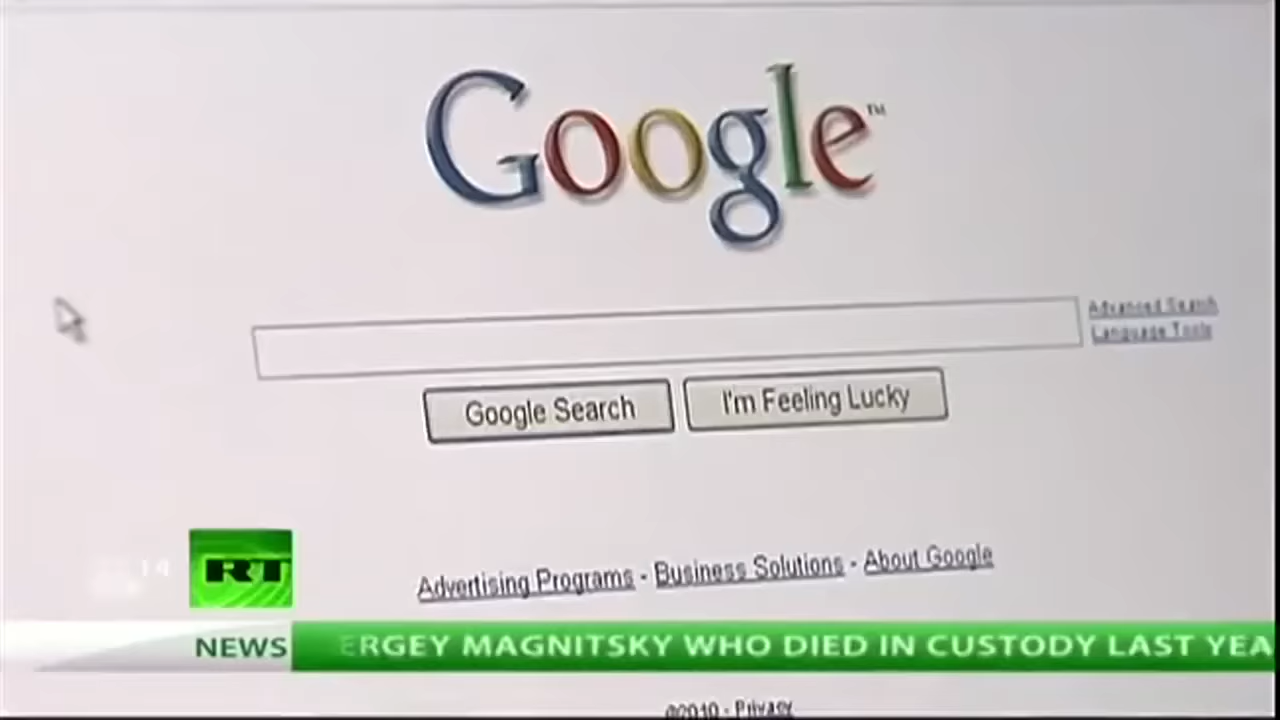 Google™
Advanced Search
Language Tools
Google Search
I'm Feeling Lucky
Advertising Programs - Business Solutions - About Google
RT
NEWS
ERGEY MAGNITSKY WHO DIED IN CUSTODY LAST YEA
©2010 - Privacy